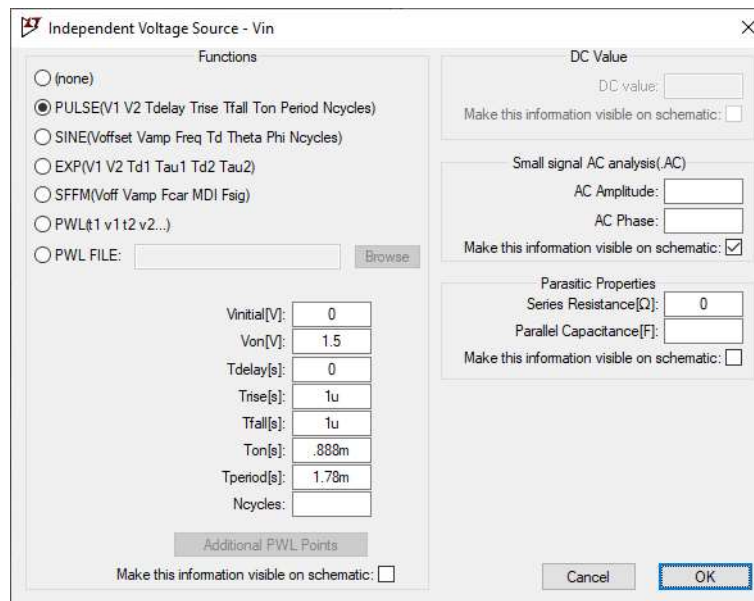 Independent Voltage Source - Vin
Functions
(none)
PULSE(V1 V2 Tdelay Trise Tfall Ton Period Ncycles)
SINE(Voffset Vamp Freq Td Theta Phi Ncycles)
EXP(V1 V2 Td1 Tau1 Td2 Tau2)
SFFM(Voff Vamp Fcar MDI Fsig)
PWL(t1 v1 t2 v2...)
PWL FILE:
Browse
Vinitial[V]: 0
Von[V]: 1.5
Tdelay[s]: 0
Trise[s]: 1u
Tfall[s]: 1u
Ton[s]: .888m
Tperiod[s]: 1.78m
Ncycles:
Additional PWL Points
Make this information visible on schematic:
DC Value
DC value:
Make this information visible on schematic:
Small signal AC analysis(.AC)
AC Amplitude:
AC Phase:
Make this information visible on schematic:
Parasitic Properties
Series Resistance[Ω]: 0
Parallel Capacitance[F]:
Make this information visible on schematic:
Cancel
OK